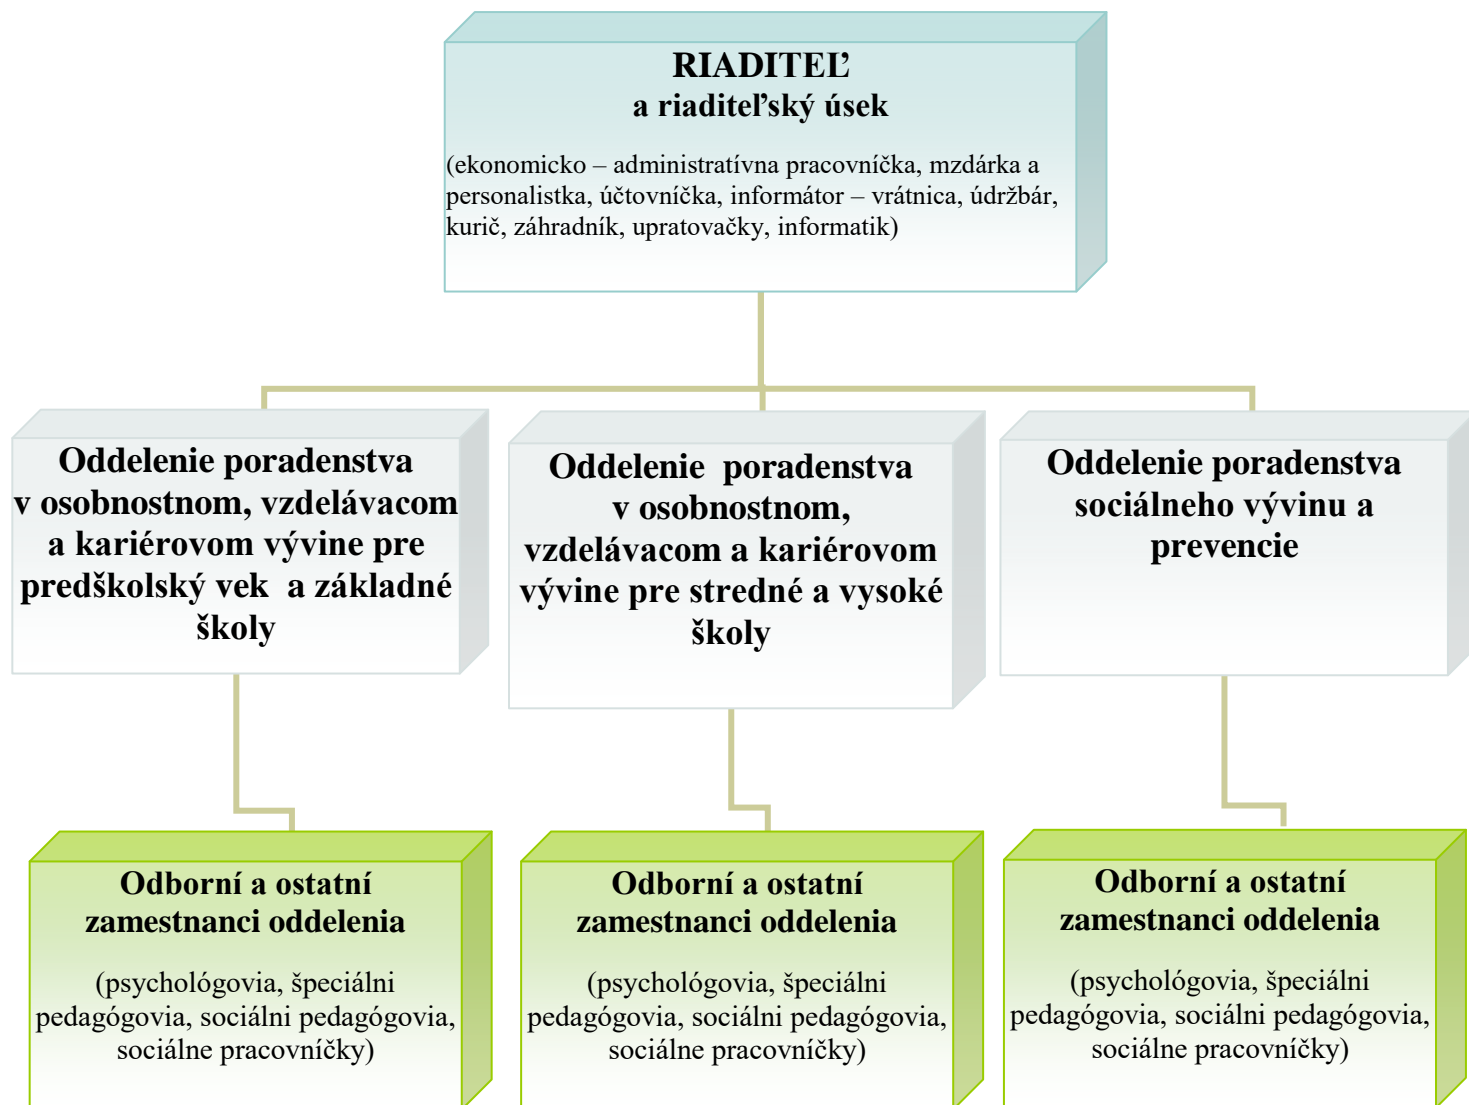 RIADITEĽ
a riaditeľský úsek
(ekonomicko – administratívna pracovníčka, mzdárka a
personalistka, účtovníčka, informátor – vrátnica, údržbár,
kurič, záhradník, upratovačky, informatik)
Oddelenie poradenstva
v osobnostnom, vzdelávacom
a kariérovom vývine pre
predškolský vek a základné
školy
Oddelenie poradenstva
v osobnostnom,
vzdelávacom a kariérovom
vývine pre stredné a vysoké
školy
Oddelenie poradenstva
sociálneho vývinu a
prevencie
Odborní a ostatní
zamestnanci oddelenia
(psychológovia, špeciálni
pedagógovia, sociálni pedagógovia,
sociálne pracovníčky)
Odborní a ostatní
zamestnanci oddelenia
(psychológovia, špeciálni
pedagógovia, sociálni pedagógovia,
sociálne pracovníčky)
Odborní a ostatní
zamestnanci oddelenia
(psychológovia, špeciálni
pedagógovia, sociálni pedagógovia,
sociálne pracovníčky)